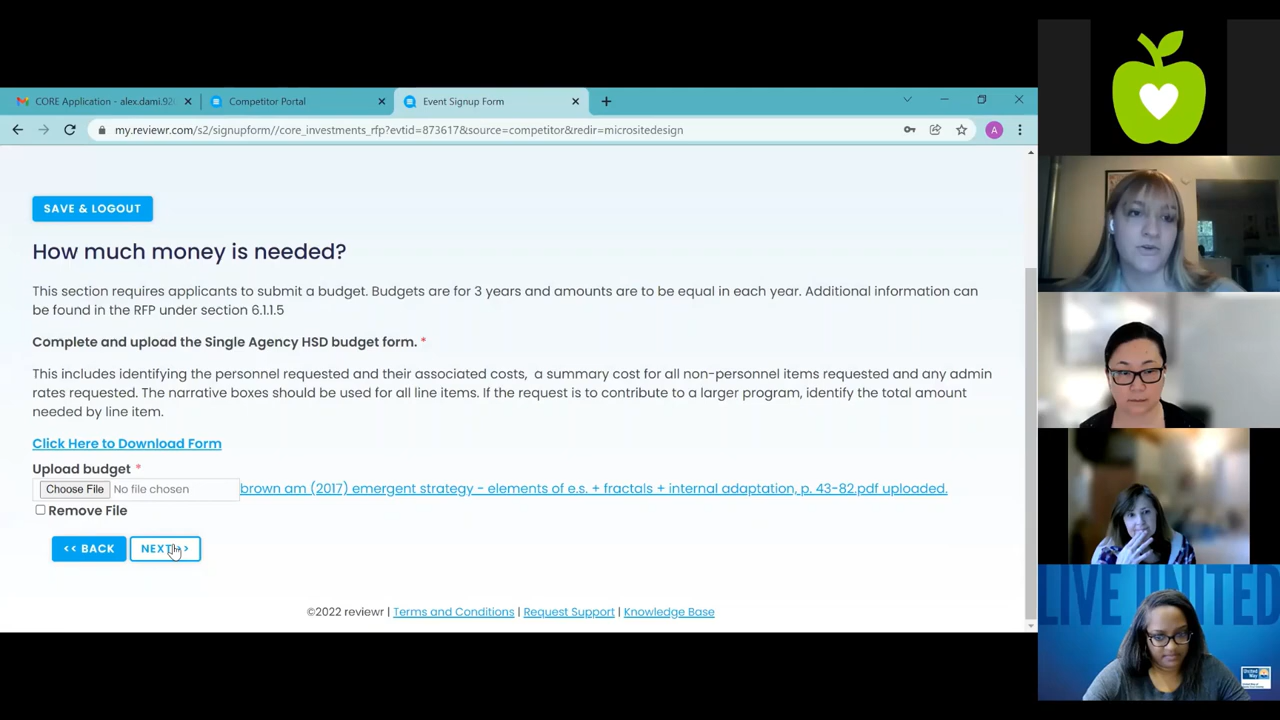 CORE Application - alex.dami.92
Competitor Portal
Event Signup Form
my.reviewr.com/s2/signupform//core_investments_rfp?evtid=873617&source=competitor&redir=micrositedesign
A
SAVE & LOGOUT
How much money is needed?
This section requires applicants to submit a budget. Budgets are for 3 years and amounts are to be equal in each year. Additional information can
be found in the RFP under section 6.1.1.5
Complete and upload the Single Agency HSD budget form. *
This includes identifying the personnel requested and their associated costs, a summary cost for all non-personnel items requested and any admin
rates requested. The narrative boxes should be used for all line items. If the request is to contribute to a larger program, identify the total amount
needed by line item.
Click Here to Download Form
Upload budget *
Choose File No file chosen brown am (2017) emergent strategy - elements of e.s. + fractals + internal adaptation, p. 43-82.pdf uploaded.
Remove File
<< BACK NEXT >>
©2022 reviewr | Terms and Conditions | Request Support | Knowledge Base
LIVE UNITED
United
Way